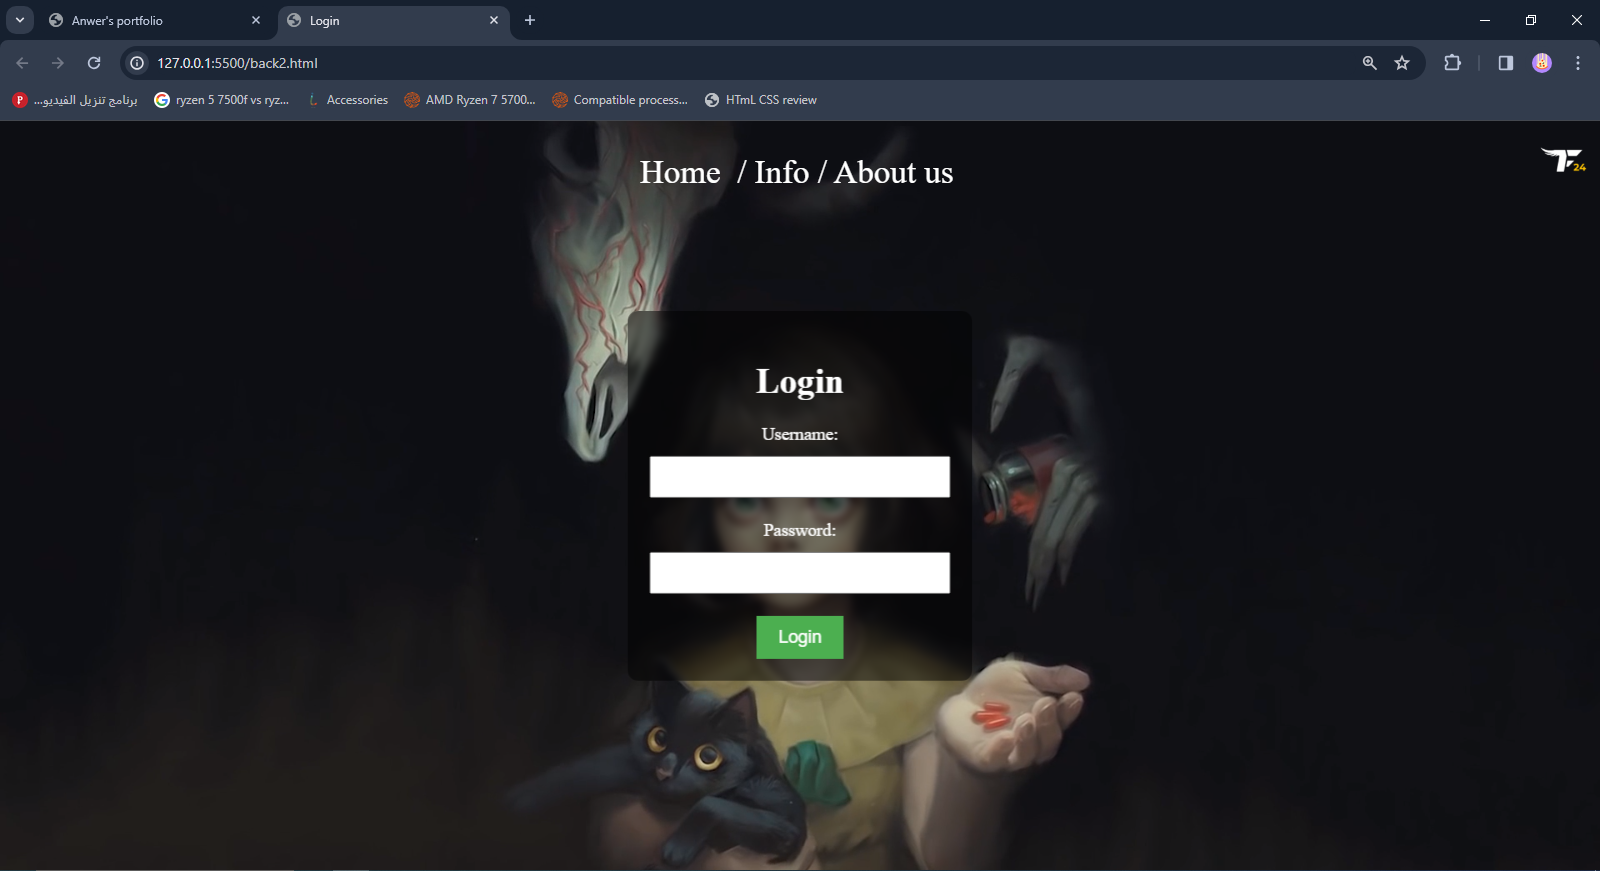 Anwer's portfolio
Login
127.0.0.1:5500/back2.html
برنامج تنزيل الفيديو...
ryzen 5 7500f vs ryz...
Accessories
AMD Ryzen 7 5700...
Compatible process...
HTmL CSS review
Home / Info / About us
TF 24
Login
Username:
Password:
Login